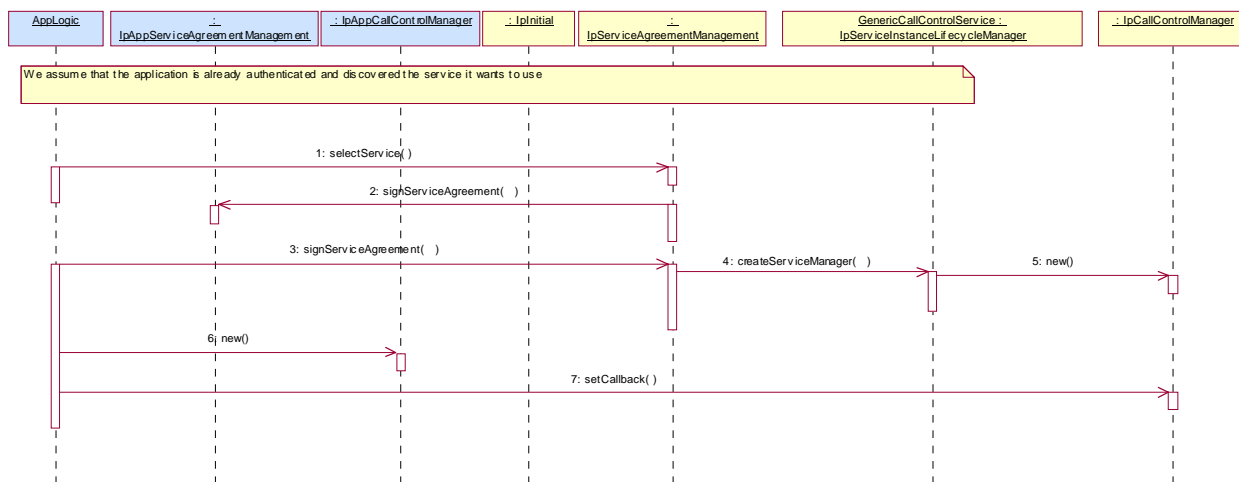 AppLogic
:
IpAppServiceAgreementManagement
: IpAppCallControlManager
: IpInitial
:
IpServiceAgreementManagement
GenericCallControlService :
IpServiceInstanceLifecycleManager
: IpCallControlManager
We assume that the application is already authenticated and discovered the service it wants to use
1: selectService( )
2: signServiceAgreement( )
3: signServiceAgreement( )
4: createServiceManager( )
5: new()
6: new()
7: setCallback( )